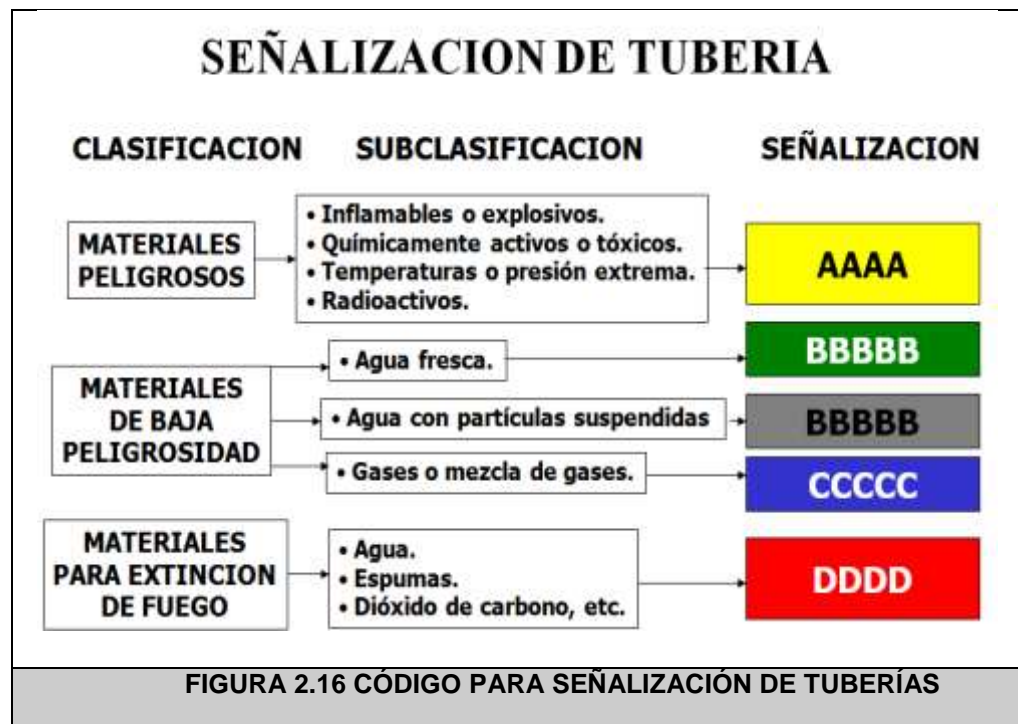 SEÑALIZACION DE TUBERIA
CLASIFICACION
SUBCLASIFICACION
SEÑALIZACION
MATERIALES
PELIGROSOS
• Inflamables o explosivos.
• Químicamente activos o tóxicos.
• Temperaturas o presión extrema.
• Radioactivos.
AAAA
MATERIALES
DE BAJA
PELIGROSIDAD
• Agua fresca.
BBBBB
• Agua con partículas suspendidas
BBBBB
• Gases o mezcla de gases.
CCCCC
MATERIALES
PARA EXTINCION
DE FUEGO
• Agua.
• Espumas.
• Dióxido de carbono, etc.
DDDD
FIGURA 2.16 CÓDIGO PARA SEÑALIZACIÓN DE TUBERÍAS